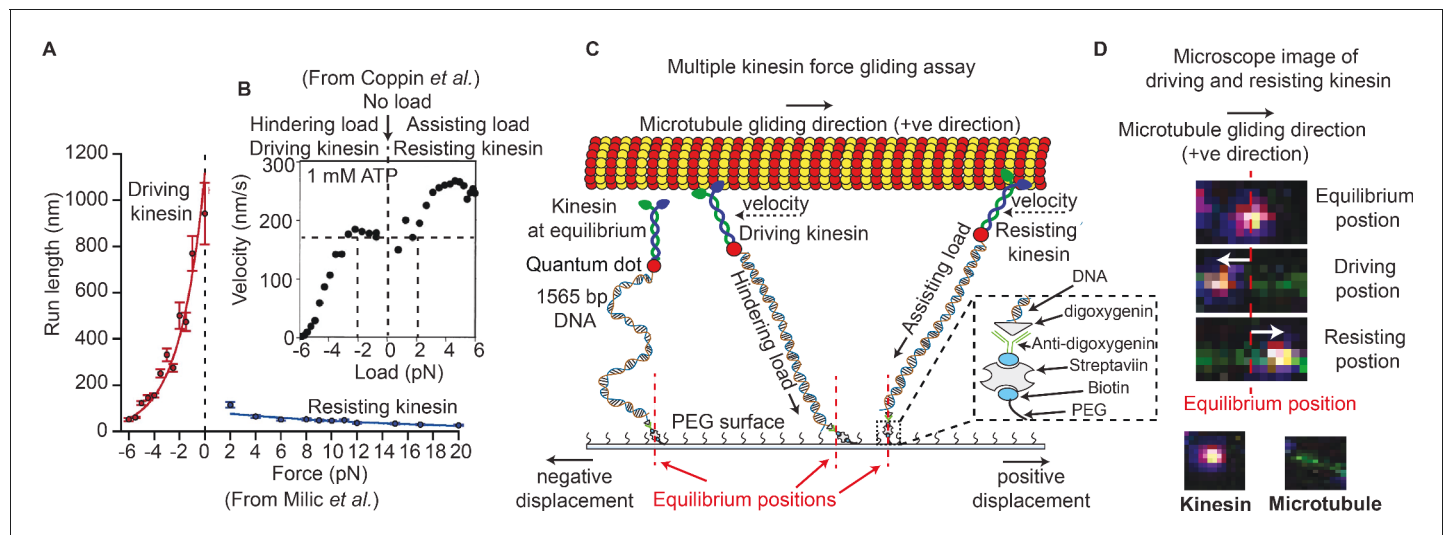 A
Run length (nm)
1200
1000
800
600
400
200
0
Driving
kinesin
Resisting kinesin
-6 -4 -2 0 2 4 6 8 10 12 14 16 18 20
Force (pN)
(From Milic et al.)
(From Coppin et al.)
B
No load
Hindering load Assisting load
Driving kinesin Resisting kinesin
Velocity (nm/s)
300
200
100
0
1 mM ATP
-6 -4 -2 0 2 4 6
Load (pN)
C
Multiple kinesin force gliding assay
Microtubule gliding direction (+ve direction)
Kinesin
at equilibrium
velocity
Driving kinesin
velocity
Resisting
kinesin
Quantum dot
1565 bp
DNA
Hindering load
Assisting load
DNA
digoxygenin
Anti-digoxygenin
Streptaviin
Biotin
PEG
PEG surface
negative
displacement
Equilibrium positions
positive
displacement
D
Microscope image of
driving and resisting kinesin
Microtubule gliding direction
(+ve direction)
Equilibrium
postion
Driving
postion
Resisting
postion
Equilibrium position
Kinesin
Microtubule